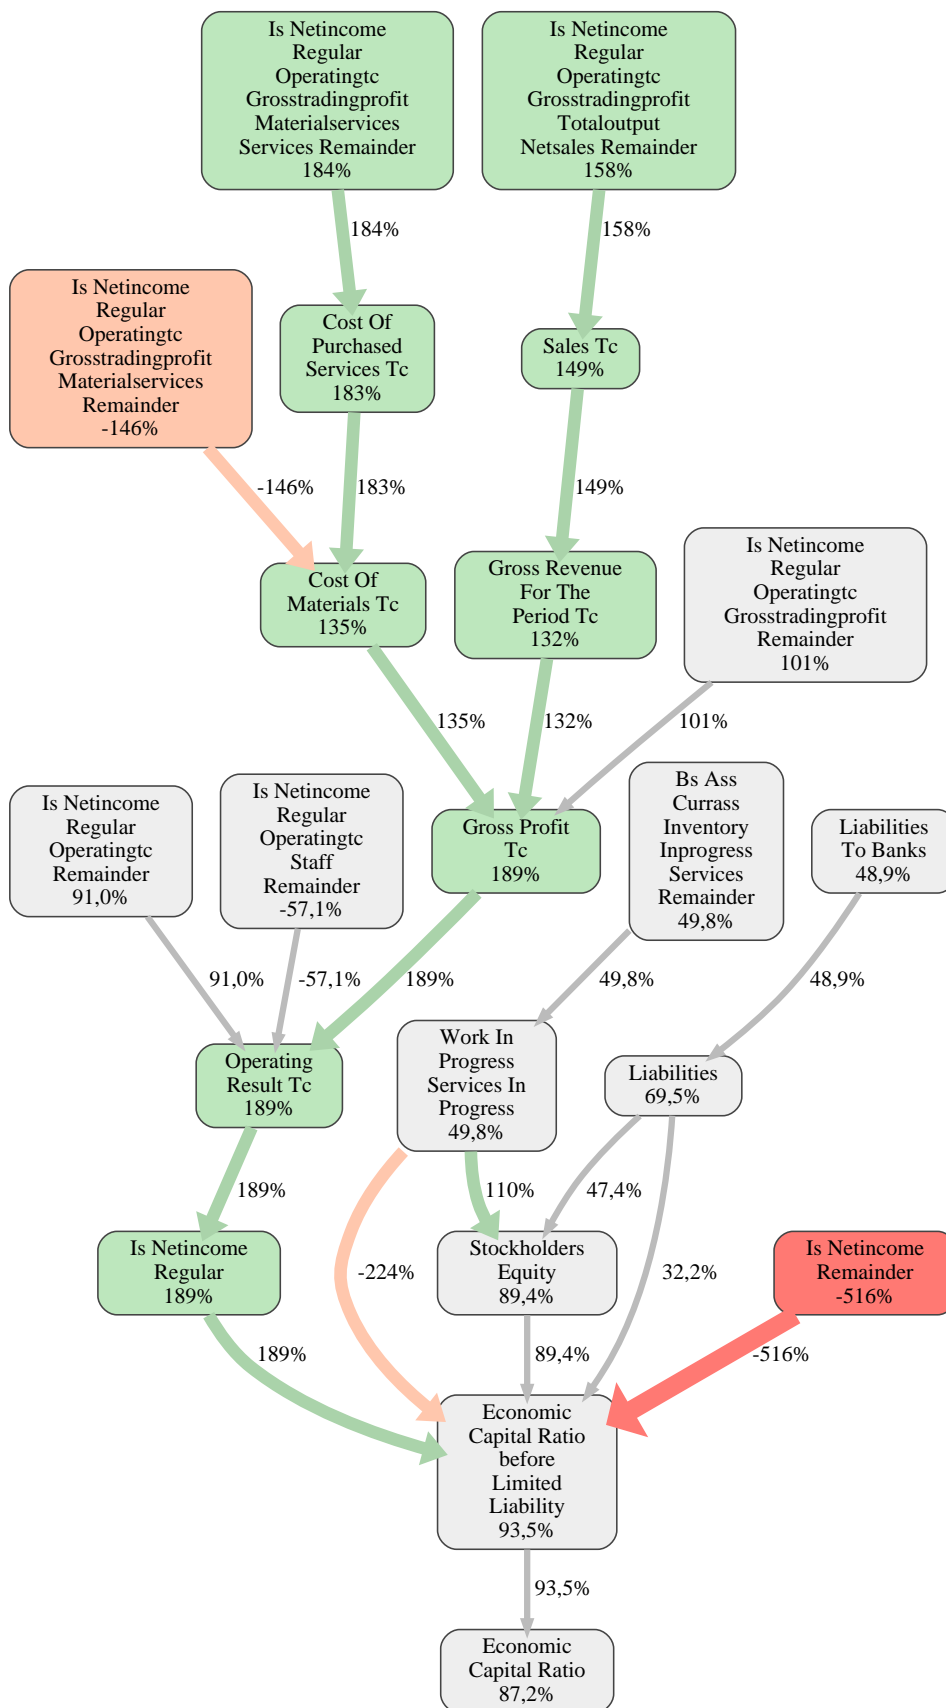 Is Netincome
Regular
Operatingtc
Grosstradingprofit
Materialservices
Services Remainder
184%
Is Netincome
Regular
Operatingtc
Grosstradingprofit
Totaloutput
Netsales Remainder
158%
184%
158%
Is Netincome
Regular
Operatingtc
Grosstradingprofit
Materialservices
Remainder
-146%
Cost Of
Purchased
Services Tc
183%
Sales Tc
149%
-146%
183%
149%
Is Netincome
Regular
Operatingtc
Grosstradingprofit
Remainder
101%
Cost Of
Materials Tc
135%
Gross Revenue
For The
Period Tc
132%
135%
132%
101%
Is Netincome
Regular
Operatingtc
Remainder
91,0%
Is Netincome
Regular
Operatingtc
Staff
Remainder
-57,1%
Gross Profit
Tc
189%
Bs Ass
Currass
Inventory
Inprogress
Services
Remainder
49,8%
Liabilities
To Banks
48,9%
91,0%
-57,1%
189%
49,8%
48,9%
Operating
Result Tc
189%
Work In
Progress
Services In
Progress
49,8%
Liabilities
69,5%
189%
110%
47,4%
Is Netincome
Regular
189%
-224%
Stockholders
Equity
89,4%
32,2%
Is Netincome
Remainder
-516%
189%
89,4%
-516%
Economic
Capital Ratio
before
Limited
Liability
93,5%
93,5%
Economic
Capital Ratio
87,2%